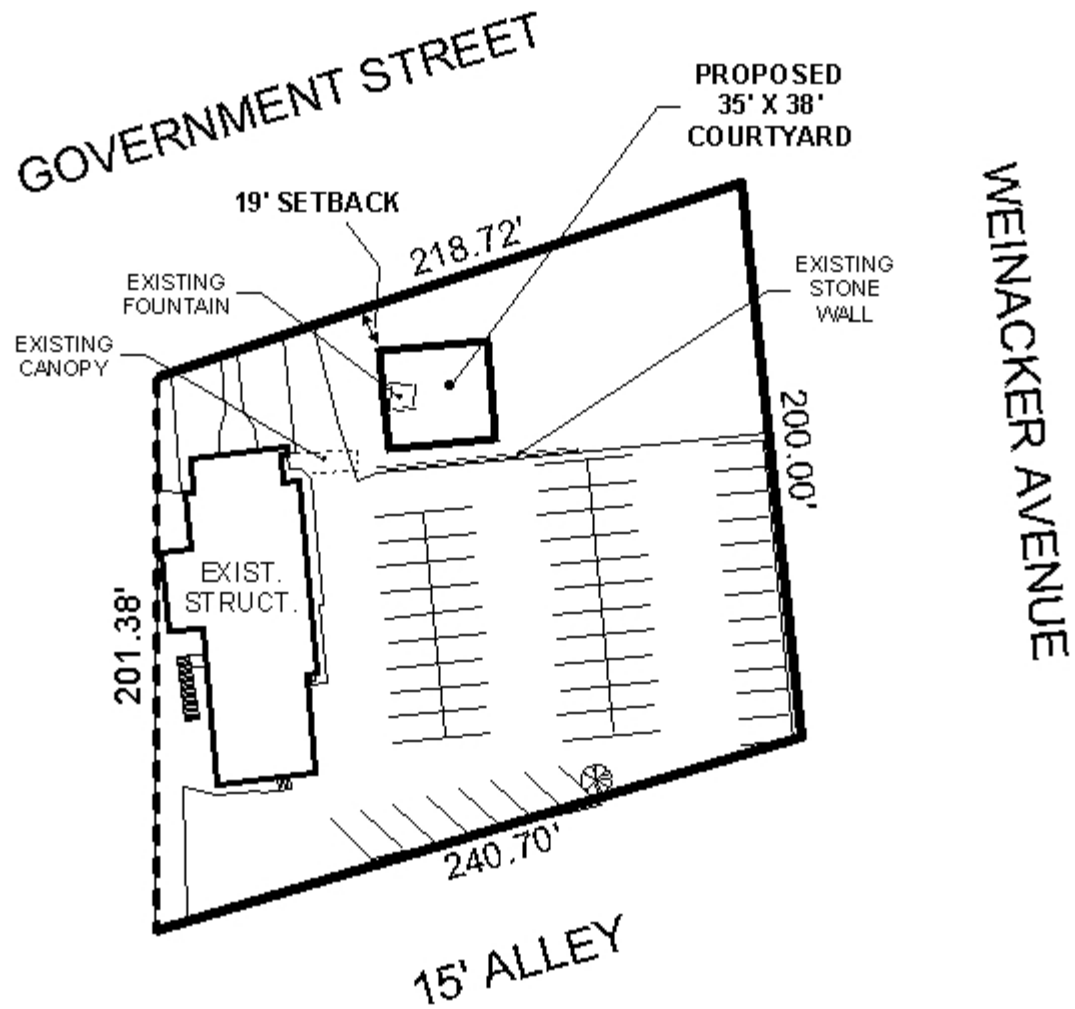 GOVERNMENT STREET
PROPOSED
35' X 38'
COURTYARD
19' SETBACK
218.72'
WEINACKER AVENUE
EXISTING
FOUNTAIN
EXISTING
STONE
WALL
EXISTING
CANOPY
200.00'
EXIST.
STRUCT.
201.38'
240.70'
15' ALLEY